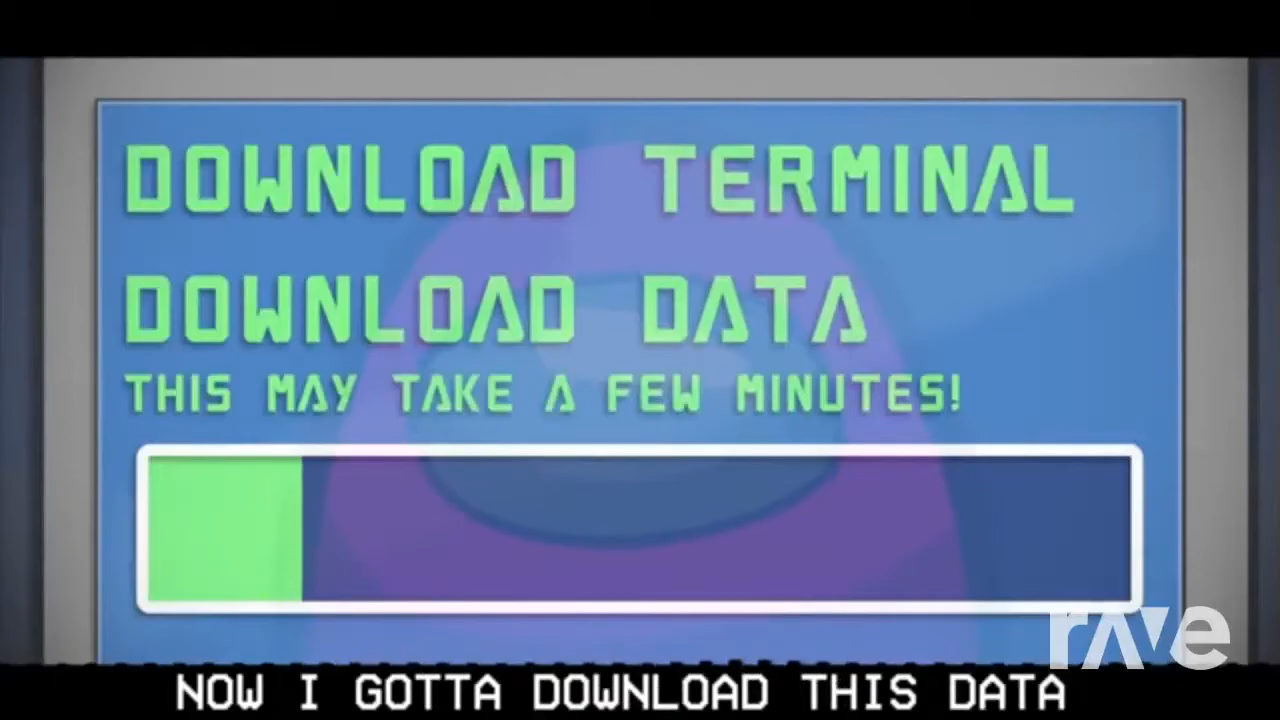 DOWNLOAD TERMINAL
DOWNLOAD DATA
THIS MAY TAKE A FEW MINUTES!
rave
NOW I GOTTA DOWNLOAD THIS DATA